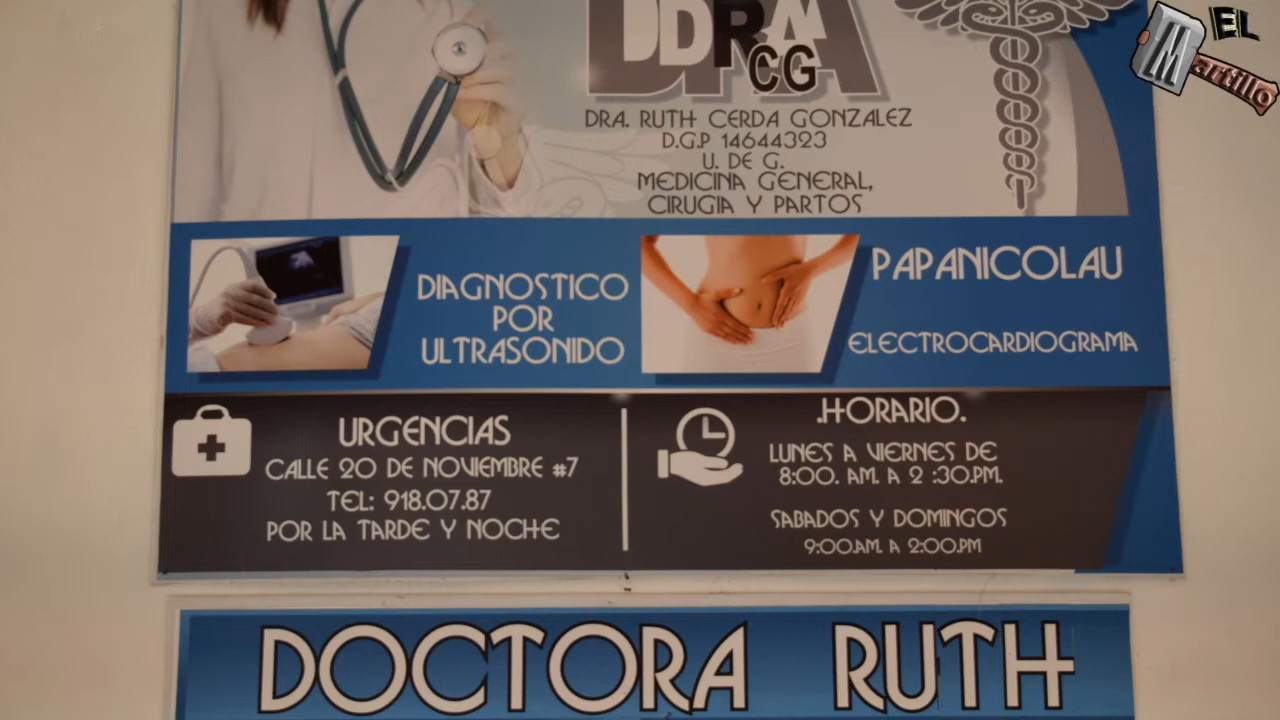 EL
Martillo
DDRA
CG
DRA. RUTH CERDA GONZALEZ
D.G.P 14644323
U. DE G.
MEDICINA GENERAL,
CIRUGIA Y PARTOS
DIAGNOSTICO
POR
ULTRASONIDO
PAPANICOLAU
ELECTROCARDIOGRAMA
URGENCIAS
CALLE 20 DE NOVIEMBRE #7
TEL: 918.07.87
POR LA TARDE Y NOCHE
.HORARIO.
LUNES A VIERNES DE
8:00. AM. A 2 :30.PM.
SABADOS Y DOMINGOS
9:00.AM. A 2:00.PM
DOCTORA RUTH